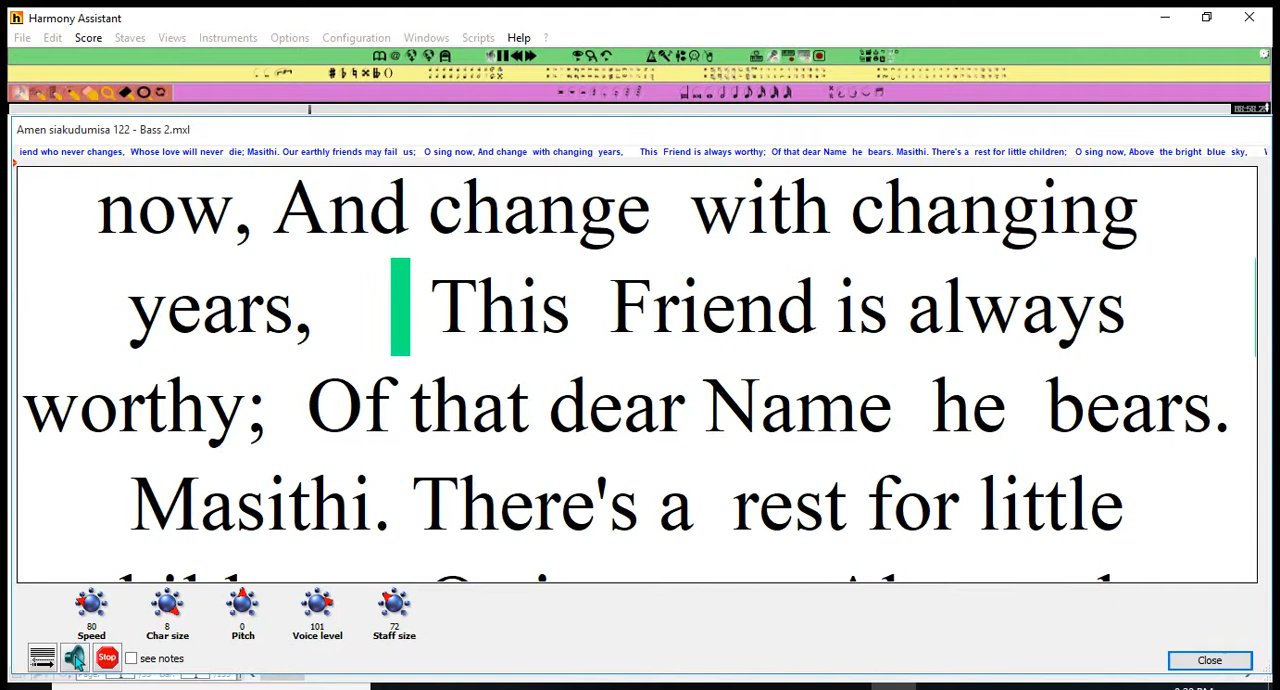 Harmony Assistant
File Edit Score Staves Views Instruments Options Configuration Windows Scripts Help ?
Amen siakudumisa 122 - Bass 2.mxl
iend who never changes, Whose love will never die; Masithi. Our earthly friends may fail us; O sing now, And change with changing years, This Friend is always worthy; Of that dear Name he bears. Masithi. There's a rest for little children; O sing now, Above the bright blue sky,
now, And change with changing
years, This Friend is always
worthy; Of that dear Name he bears.
Masithi. There's a rest for little
80 8 0 101 72
Speed Char size Pitch Voice level Staff size
Stop see notes
Close